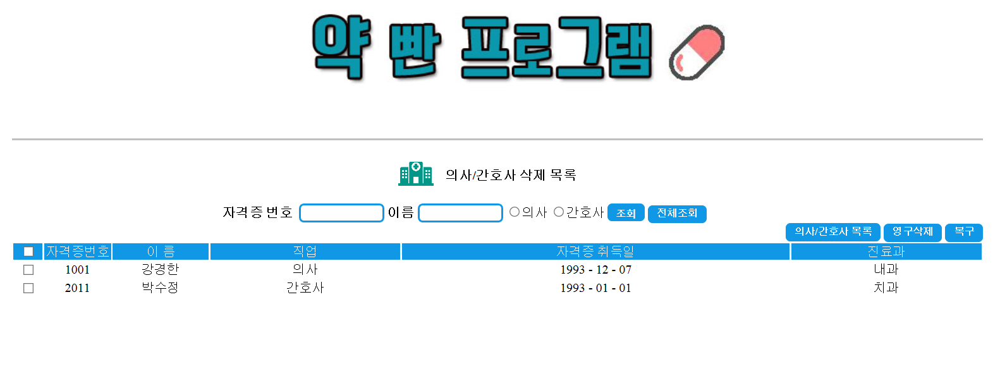 약 빤 프로그램
의사/간호사 삭제 목록
자격증 번호 이름 의사 간호사 조회 전체조회
의사/간호사 목록 영구삭제 복구
자격증번호 이 름 직업 자격증 취득일 진료과
1001 강경한 의사 1993 - 12 - 07 내과
2011 박수정 간호사 1993 - 01 - 01 치과